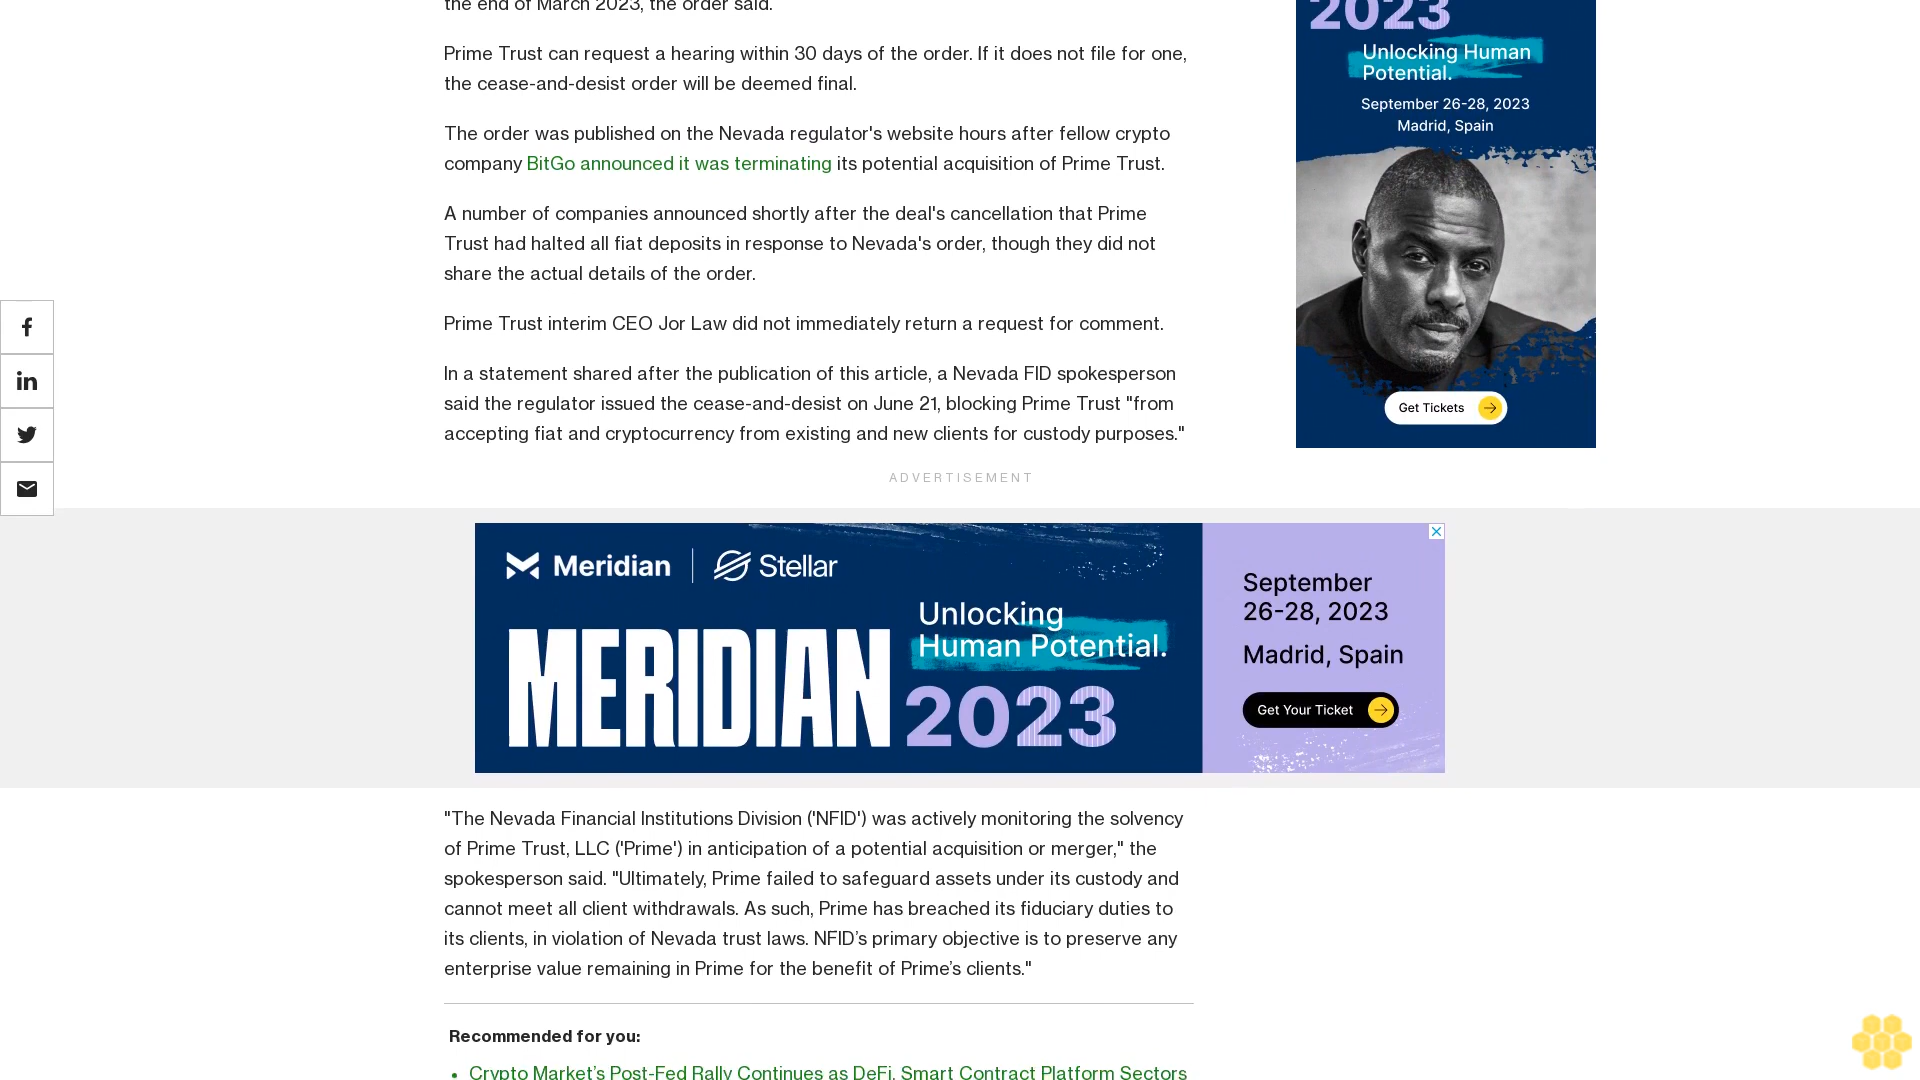 the end of March 2023, the order said.
Prime Trust can request a hearing within 30 days of the order. If it does not file for one,
the cease-and-desist order will be deemed final.
The order was published on the Nevada regulator's website hours after fellow crypto
company BitGo announced it was terminating its potential acquisition of Prime Trust.
A number of companies announced shortly after the deal's cancellation that Prime
Trust had halted all fiat deposits in response to Nevada's order, though they did not
share the actual details of the order.
Prime Trust interim CEO Jor Law did not immediately return a request for comment.
In a statement shared after the publication of this article, a Nevada FID spokesperson
said the regulator issued the cease-and-desist on June 21, blocking Prime Trust "from
accepting fiat and cryptocurrency from existing and new clients for custody purposes."
2023
Unlocking Human
Potential.
September 26-28, 2023
Madrid, Spain
Get Tickets
ADVERTISEMENT
Meridian | Stellar
MERIDIAN
Unlocking
Human Potential.
2023
September
26-28, 2023
Madrid, Spain
Get Your Ticket
"The Nevada Financial Institutions Division ('NFID') was actively monitoring the solvency
of Prime Trust, LLC ('Prime') in anticipation of a potential acquisition or merger," the
spokesperson said. "Ultimately, Prime failed to safeguard assets under its custody and
cannot meet all client withdrawals. As such, Prime has breached its fiduciary duties to
its clients, in violation of Nevada trust laws. NFID’s primary objective is to preserve any
enterprise value remaining in Prime for the benefit of Prime’s clients."
Recommended for you:
• Crypto Market’s Post-Fed Rally Continues as DeFi, Smart Contract Platform Sectors